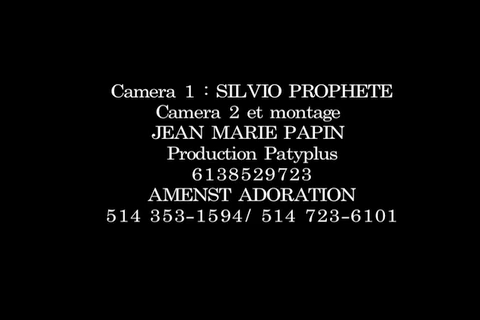 Camera 1 : SILVIO PROPHETE
Camera 2 et montage
JEAN MARIE PAPIN
Production Patyplus
6138529723
AMENST ADORATION
514 353-1594/ 514 723-6101